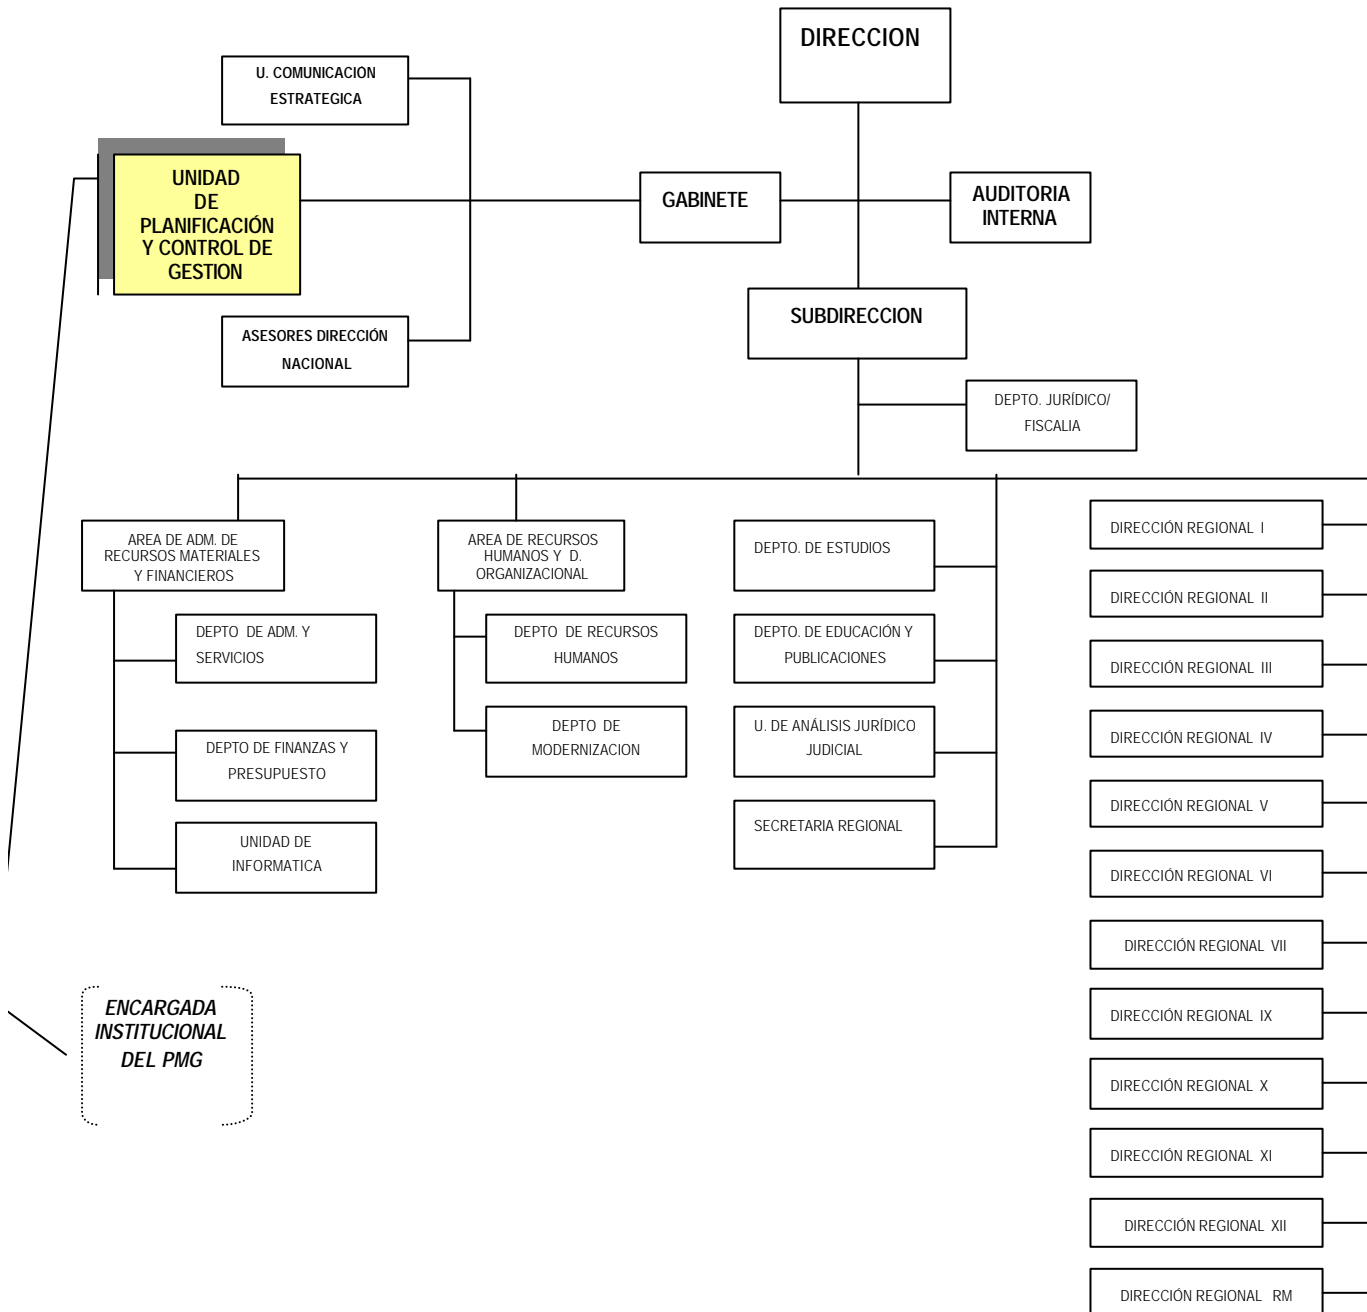 DIRECCION
U. COMUNICACION
ESTRATEGICA
UNIDAD
DE
PLANIFICACIÓN
Y CONTROL DE
GESTION
GABINETE
AUDITORIA
INTERNA
ASESORES DIRECCIÓN
NACIONAL
SUBDIRECCION
DEPTO. JURÍDICO/
FISCALIA
AREA DE ADM. DE
RECURSOS MATERIALES
Y FINANCIEROS
DEPTO DE ADM. Y
SERVICIOS
DEPTO DE FINANZAS Y
PRESUPUESTO
UNIDAD DE
INFORMATICA
AREA DE RECURSOS
HUMANOS Y D.
ORGANIZACIONAL
DEPTO DE RECURSOS
HUMANOS
DEPTO DE
MODERNIZACION
DEPTO. DE ESTUDIOS
DEPTO. DE EDUCACIÓN Y
PUBLICACIONES
U. DE ANÁLISIS JURÍDICO
JUDICIAL
SECRETARIA REGIONAL
DIRECCIÓN REGIONAL I
DIRECCIÓN REGIONAL II
DIRECCIÓN REGIONAL III
DIRECCIÓN REGIONAL IV
DIRECCIÓN REGIONAL V
DIRECCIÓN REGIONAL VI
DIRECCIÓN REGIONAL VII
DIRECCIÓN REGIONAL IX
DIRECCIÓN REGIONAL X
DIRECCIÓN REGIONAL XI
DIRECCIÓN REGIONAL XII
DIRECCIÓN REGIONAL RM
ENCARGADA
INSTITUCIONAL
DEL PMG